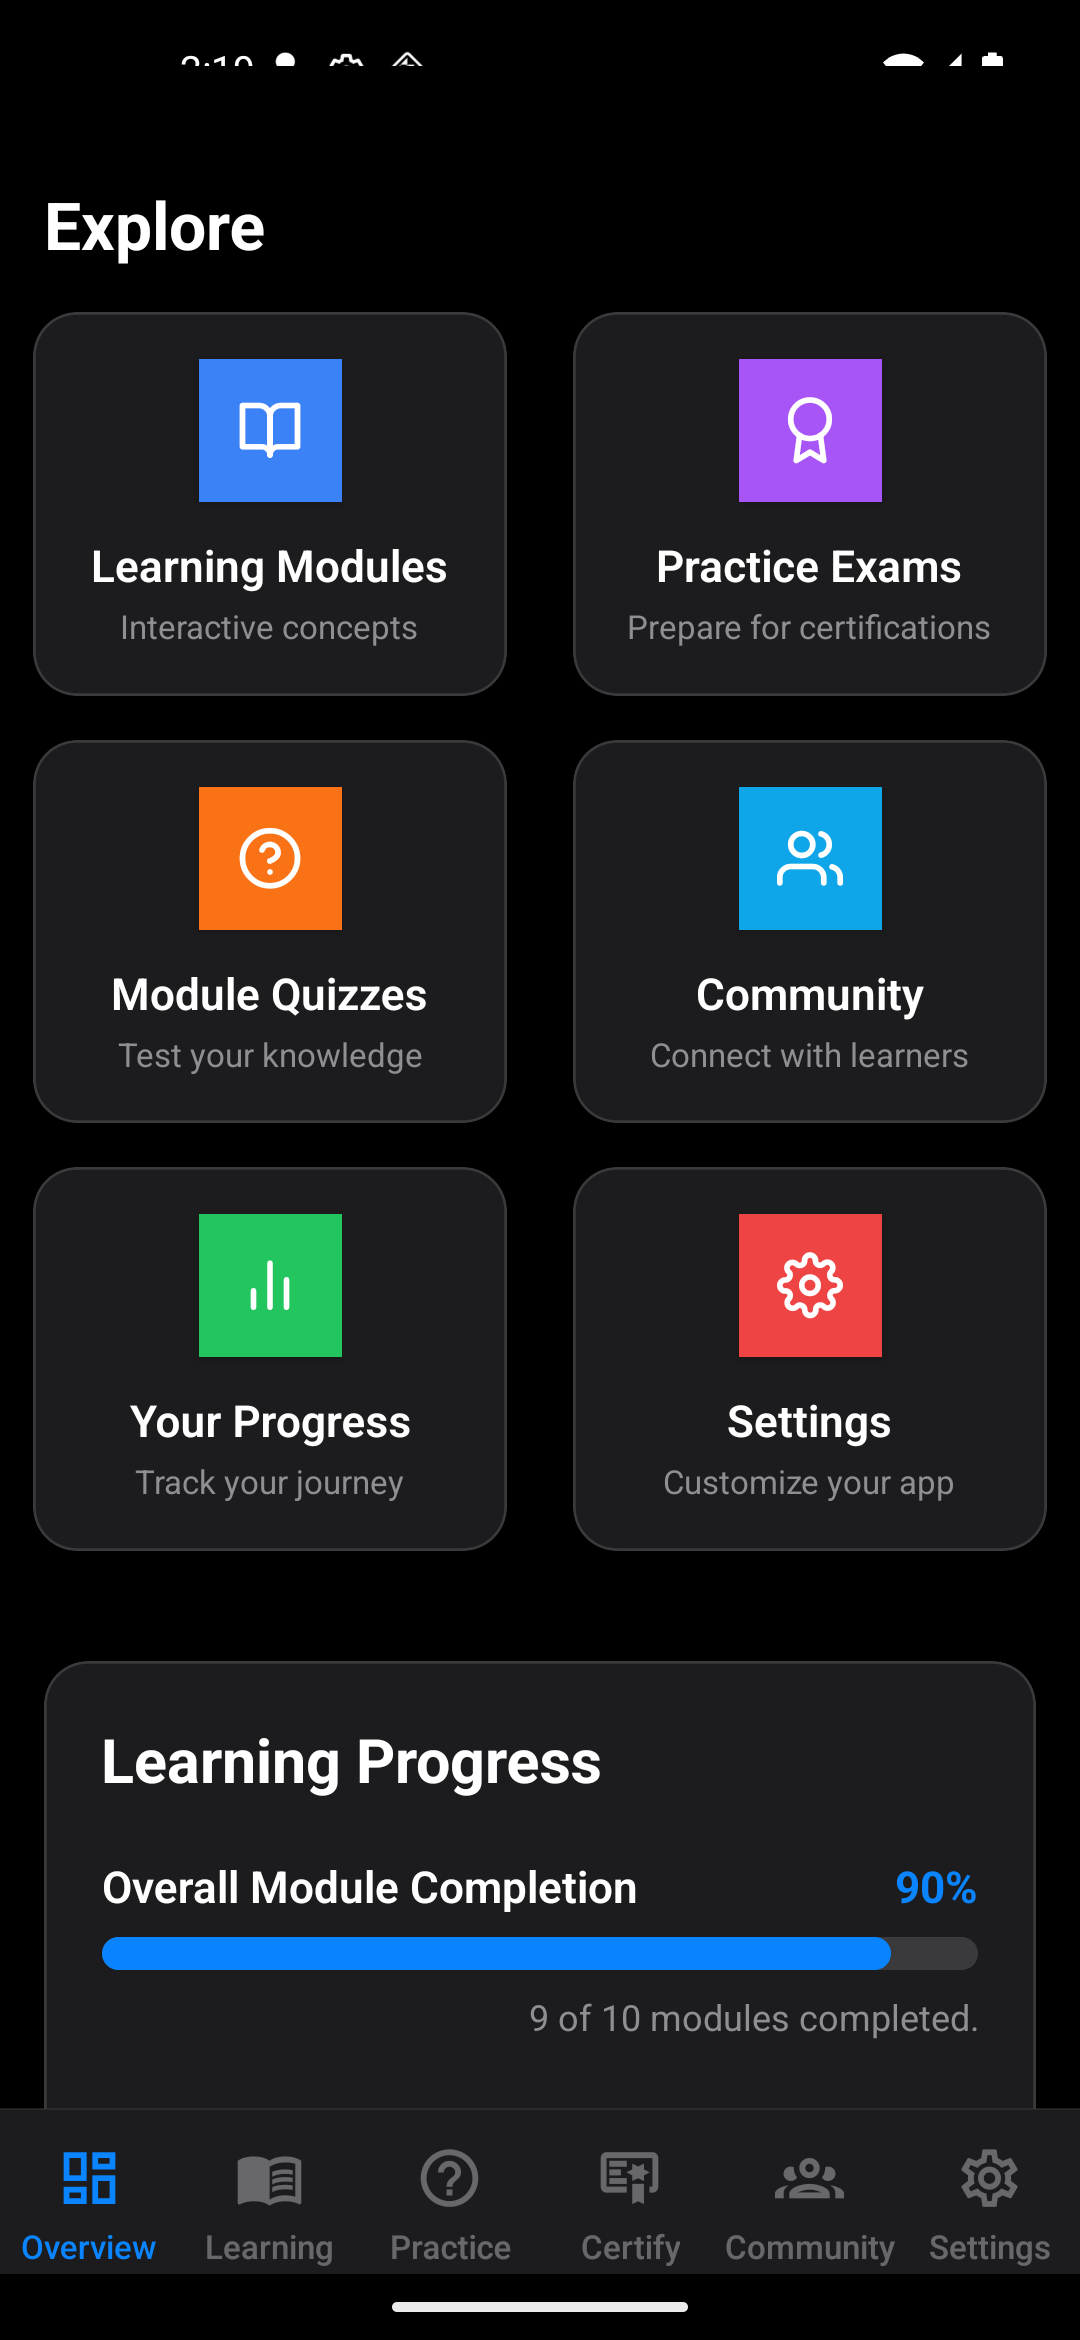 Explore
Learning Modules
Interactive concepts
Practice Exams
Prepare for certifications
Module Quizzes
Test your knowledge
Community
Connect with learners
Your Progress
Track your journey
Settings
Customize your app
Learning Progress
Overall Module Completion
90%
9 of 10 modules completed.
Overview
Learning
Practice
Certify
Community
Settings